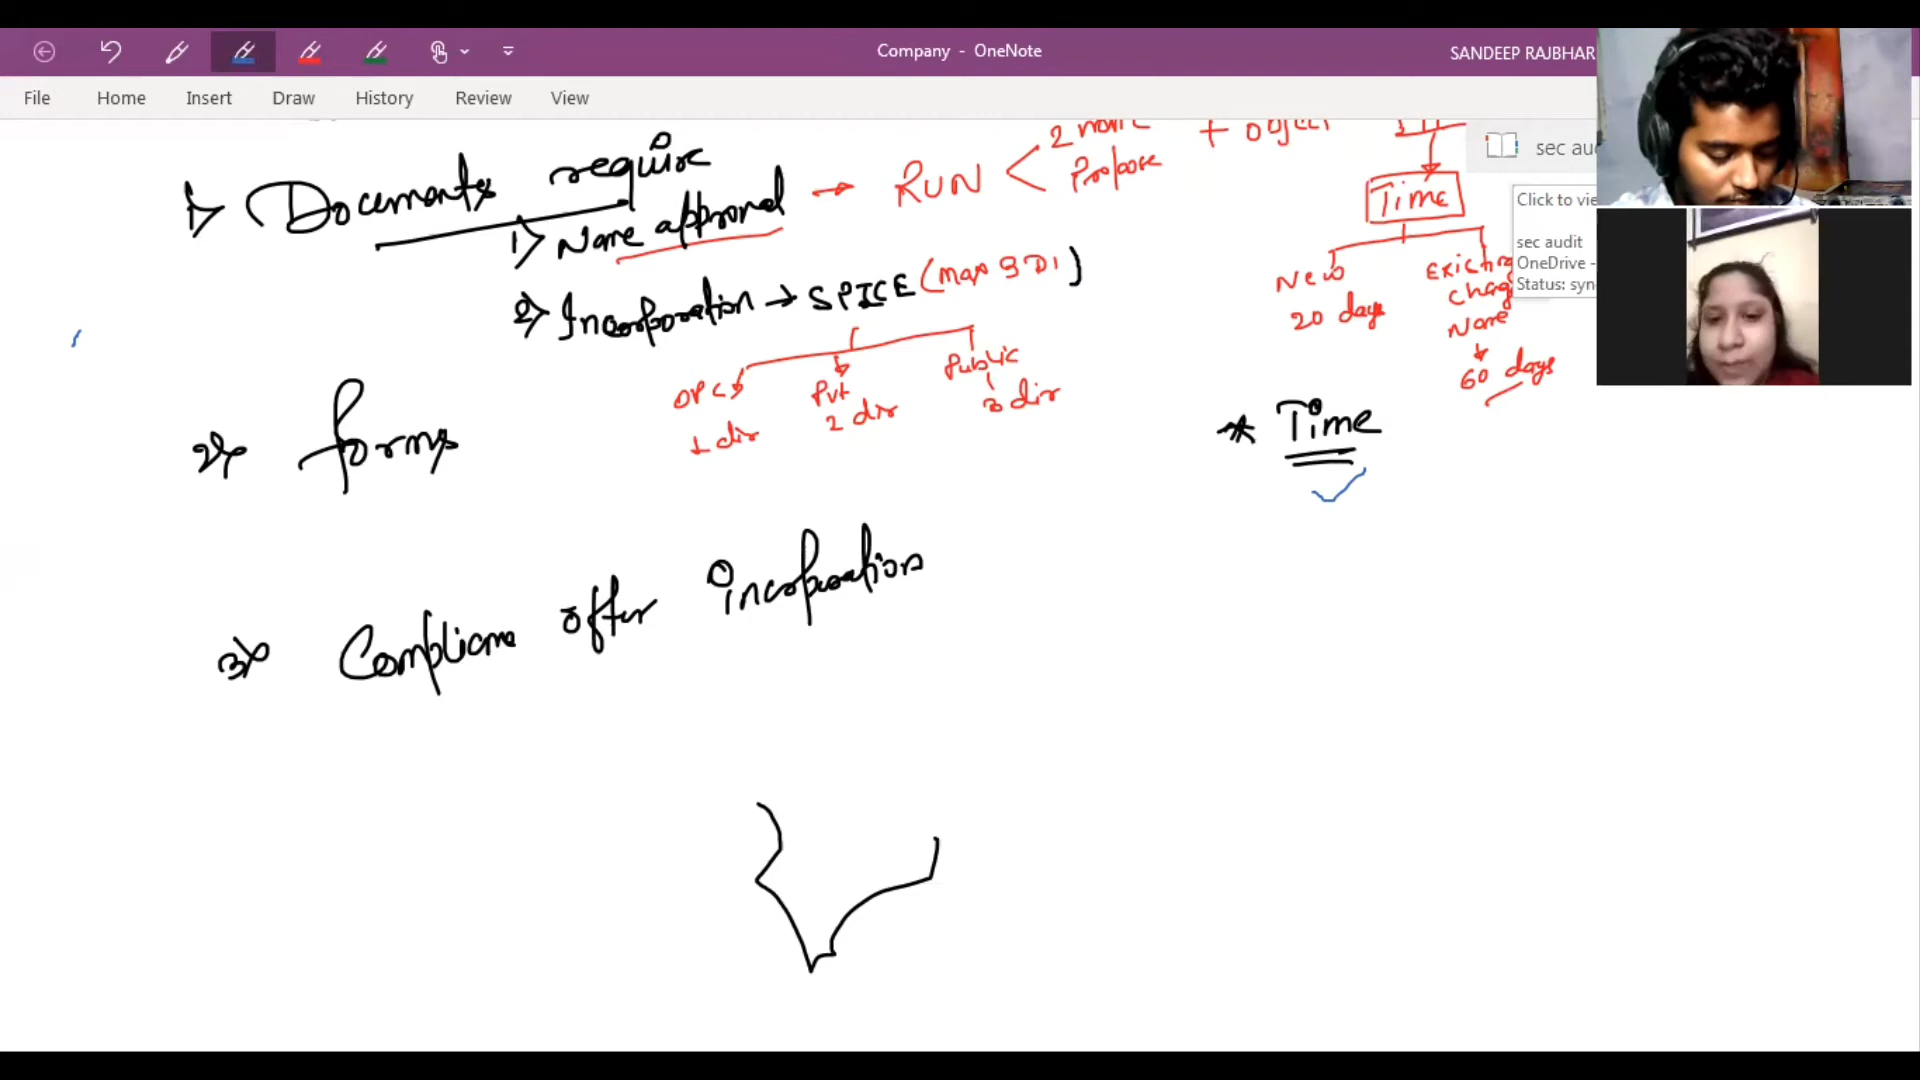 Company - OneNote
SANDEEP RAJBHAR
File Home Insert Draw History Review View
2 name + object
Propose
1) Documents require → RUN
sec au
Time
1) Name approval
Click to vie
sec audit
OneDrive -
Status: syn
New
20 days
Existing
chang
Name
60 days
2) Incorporation → SPICE (max 3 DI)
OPC Pvt Public
1 dir 2 dir 3 dir
2) forms
* Time
3) Compliance after Incorporation